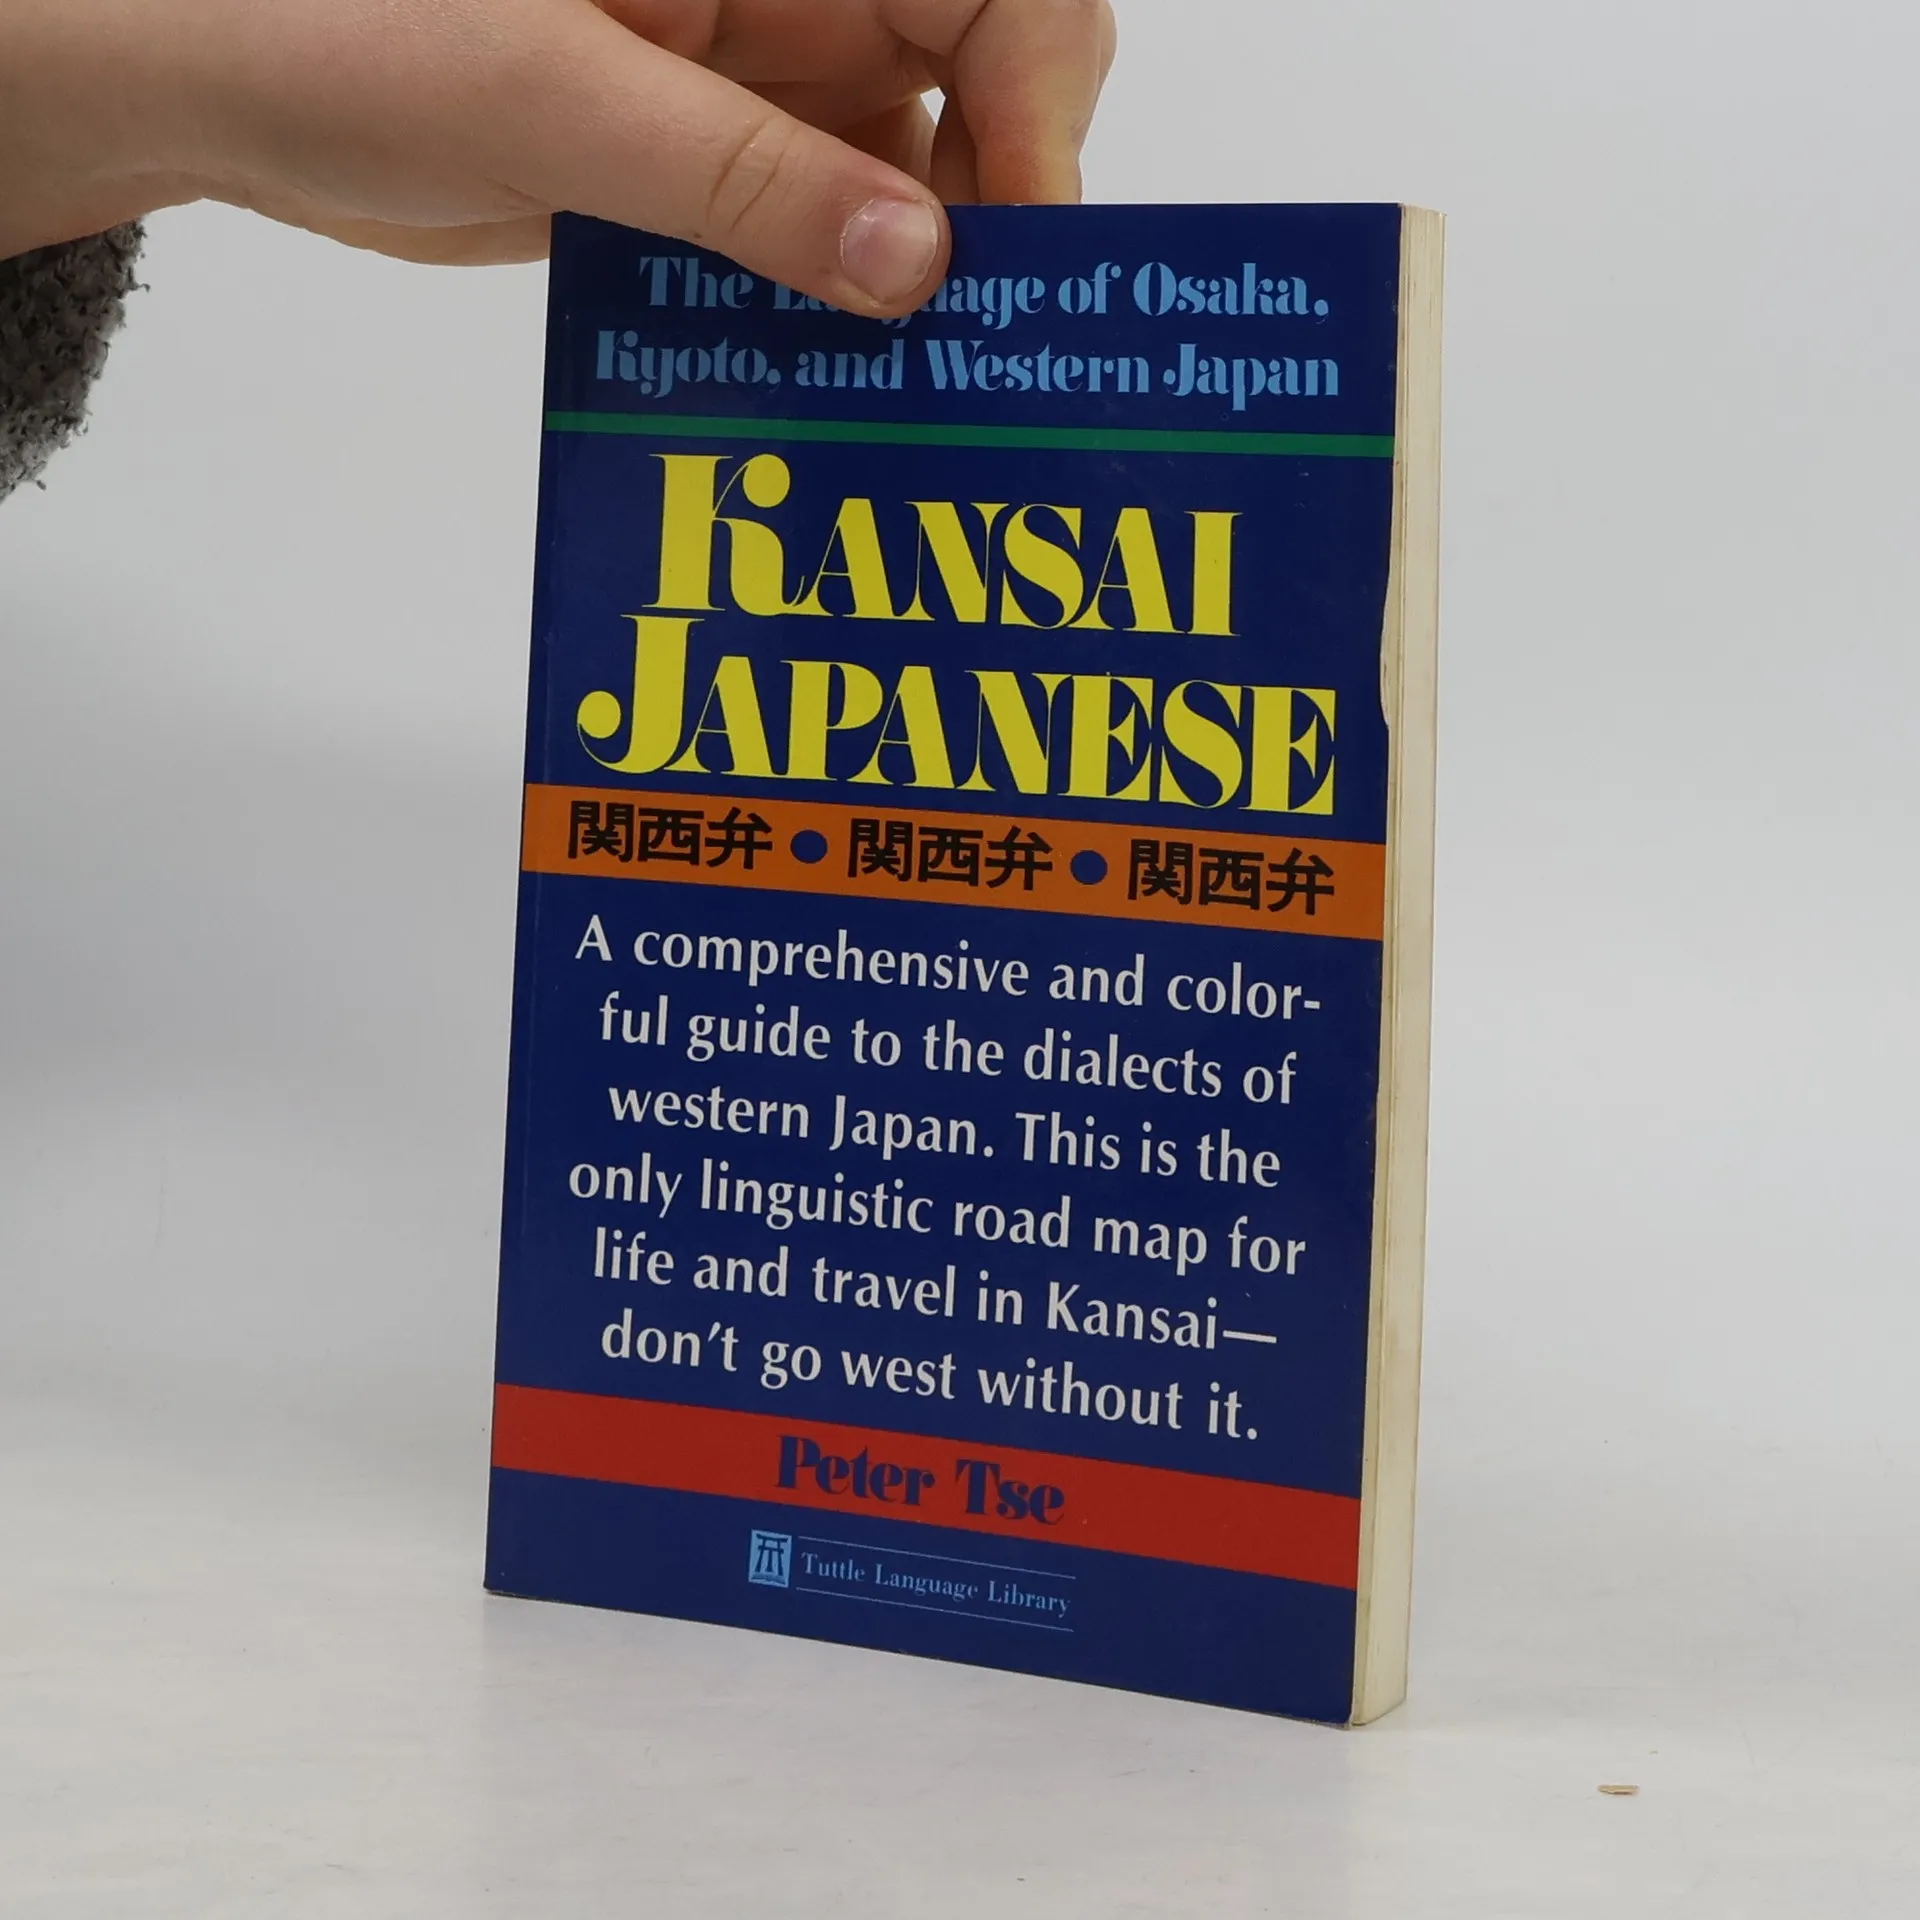 The Language of Osaka,
Kyoto, and Western Japan
KANSAI
JAPANESE
関西弁●関西弁●関西弁
A comprehensive and color-
ful guide to the dialects of
western Japan. This is the
only linguistic road map for
life and travel in Kansai—
don't go west without it.
Peter Tse
Tuttle Language Library